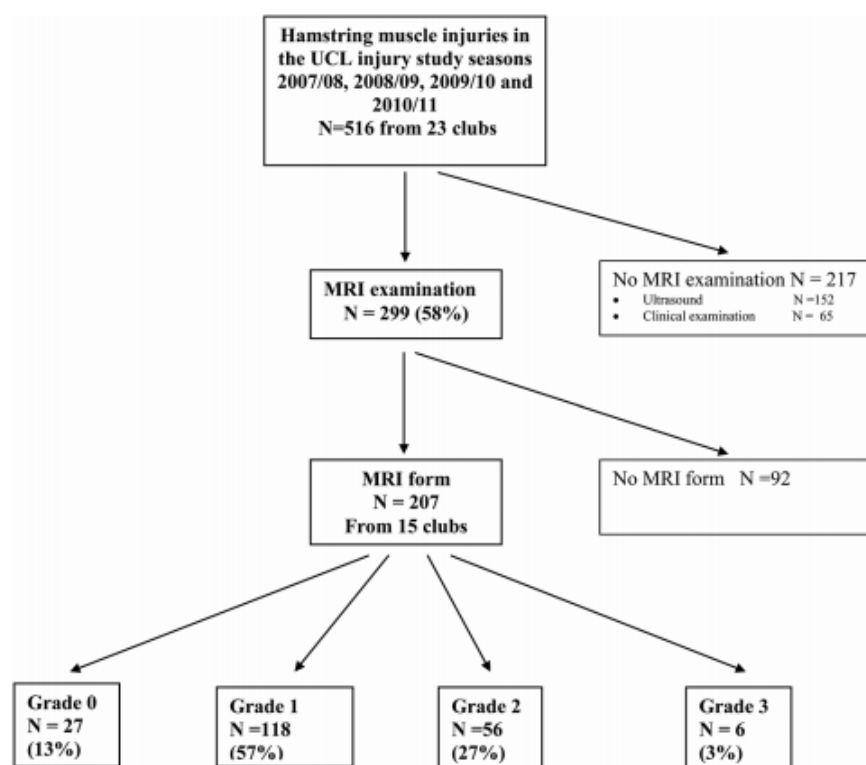 Hamstring muscle injuries in
the UCL injury study seasons
2007/08, 2008/09, 2009/10 and
2010/11
N=516 from 23 clubs
No MRI examination N = 217
• Ultrasound N =152
• Clinical examination N = 65
MRI examination
N = 299 (58%)
MRI form
N = 207
From 15 clubs
No MRI form N =92
Grade 0
N = 27
(13%)
Grade 1
N =118
(57%)
Grade 2
N =56
(27%)
Grade 3
N = 6
(3%)